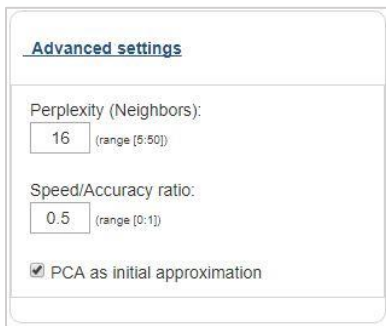 Advanced settings
Perplexity (Neighbors):
16 (range [5:50])
Speed/Accuracy ratio:
0.5 (range [0:1])
PCA as initial approximation